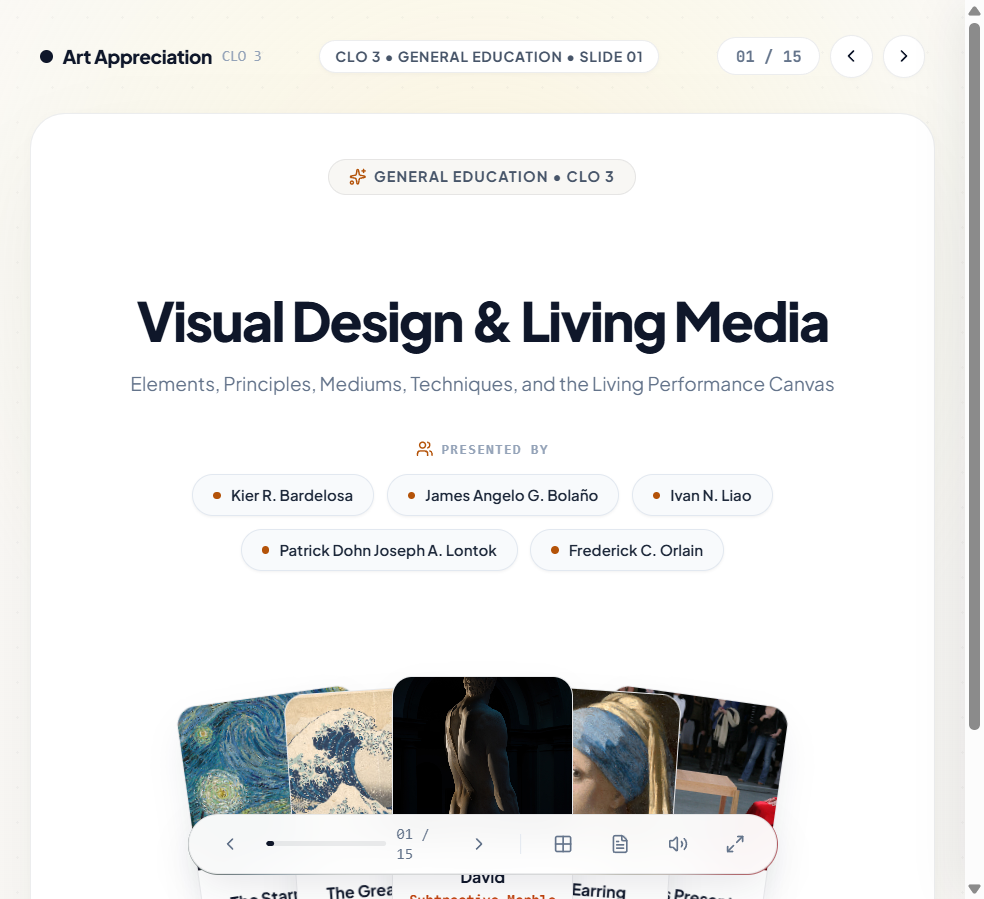 Art Appreciation CLO 3
CLO 3 ● GENERAL EDUCATION ● SLIDE 01
01 / 15
GENERAL EDUCATION ● CLO 3
Visual Design & Living Media
Elements, Principles, Mediums, Techniques, and the Living Performance Canvas
PRESENTED BY
Kier R. Bardelosa
James Angelo G. Bolaño
Ivan N. Liao
Patrick Dohn Joseph A. Lontok
Frederick C. Orlain
01 /
15
David
The Grea
Earring